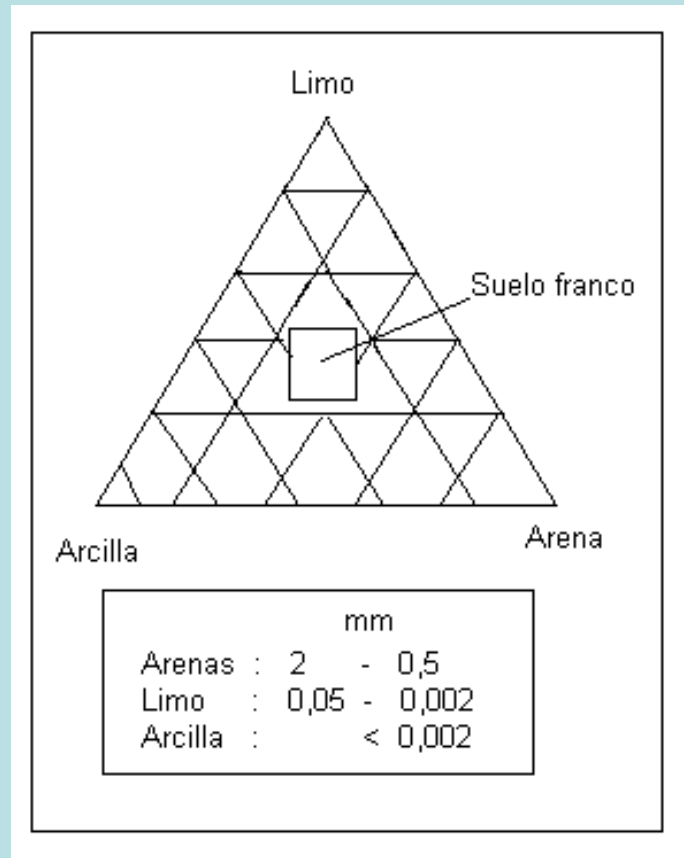 Limo
Suelo franco
Arcilla
Arena
mm
Arenas : 2 - 0,5
Limo : 0,05 - 0,002
Arcilla : < 0,002